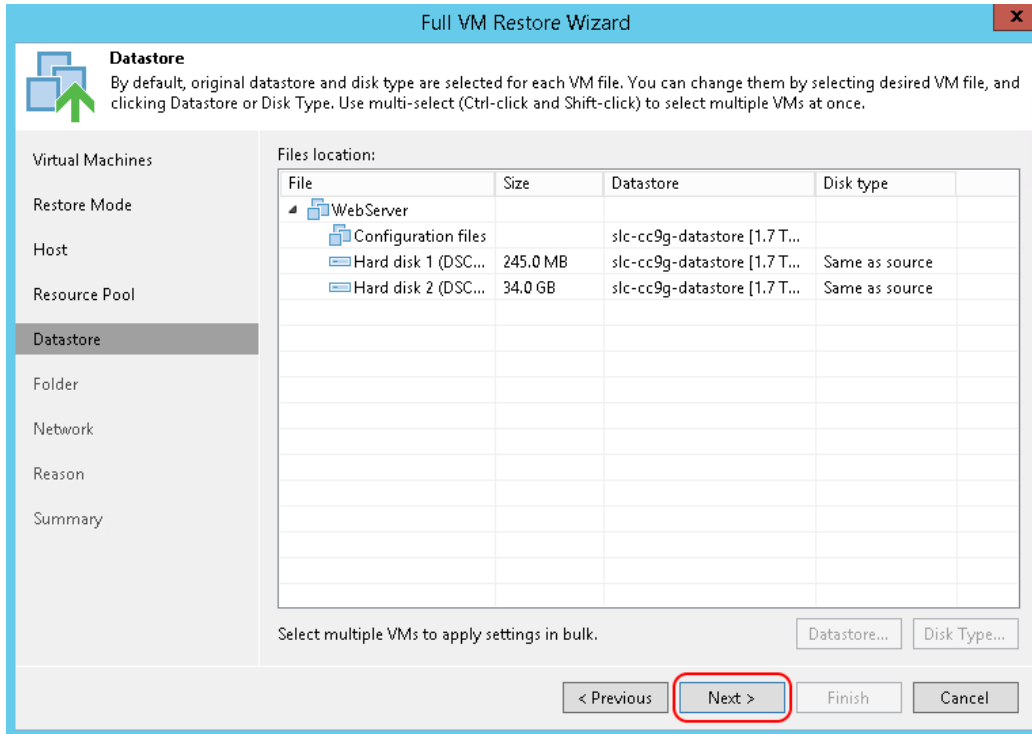 Full VM Restore Wizard
x
Datastore
By default, original datastore and disk type are selected for each VM file. You can change them by selecting desired VM file, and
clicking Datastore or Disk Type. Use multi-select (Ctrl-click and Shift-click) to select multiple VMs at once.
Virtual Machines
Restore Mode
Host
Resource Pool
Datastore
Folder
Network
Reason
Summary
Files location:
File Size Datastore Disk type
WebServer
Configuration files slc-cc9g-datastore [1.7 T...
Hard disk 1 (DSC... 245.0 MB slc-cc9g-datastore [1.7 T... Same as source
Hard disk 2 (DSC... 34.0 GB slc-cc9g-datastore [1.7 T... Same as source
Select multiple VMs to apply settings in bulk. Datastore... Disk Type...
< Previous Next > Finish Cancel